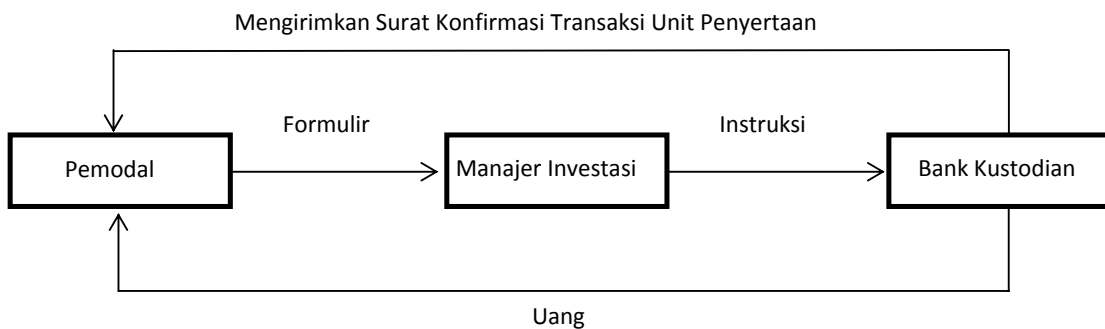 Mengirimkan Surat Konfirmasi Transaksi Unit Penyertaan
Formulir
Instruksi
Pemodal
Manajer Investasi
Bank Kustodian
Uang